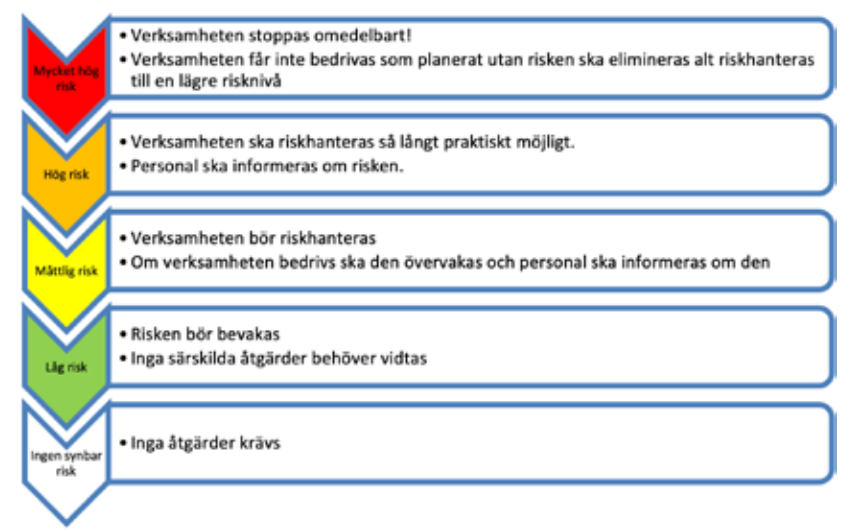 Mycket hög
risk
• Verksamheten stoppas omedelbart!
• Verksamheten får inte bedrivas som planerat utan risken ska elimineras alt riskhanteras
till en lägre risknivå
Hög risk
• Verksamheten ska riskhanteras så långt praktiskt möjligt.
• Personal ska informeras om risken.
Måttlig risk
• Verksamheten bör riskhanteras
• Om verksamheten bedrivs ska den övervakas och personal ska informeras om den
Låg risk
• Risken bör bevakas
• Inga särskilda åtgärder behöver vidtas
Ingen synbar
risk
• Inga åtgärder krävs